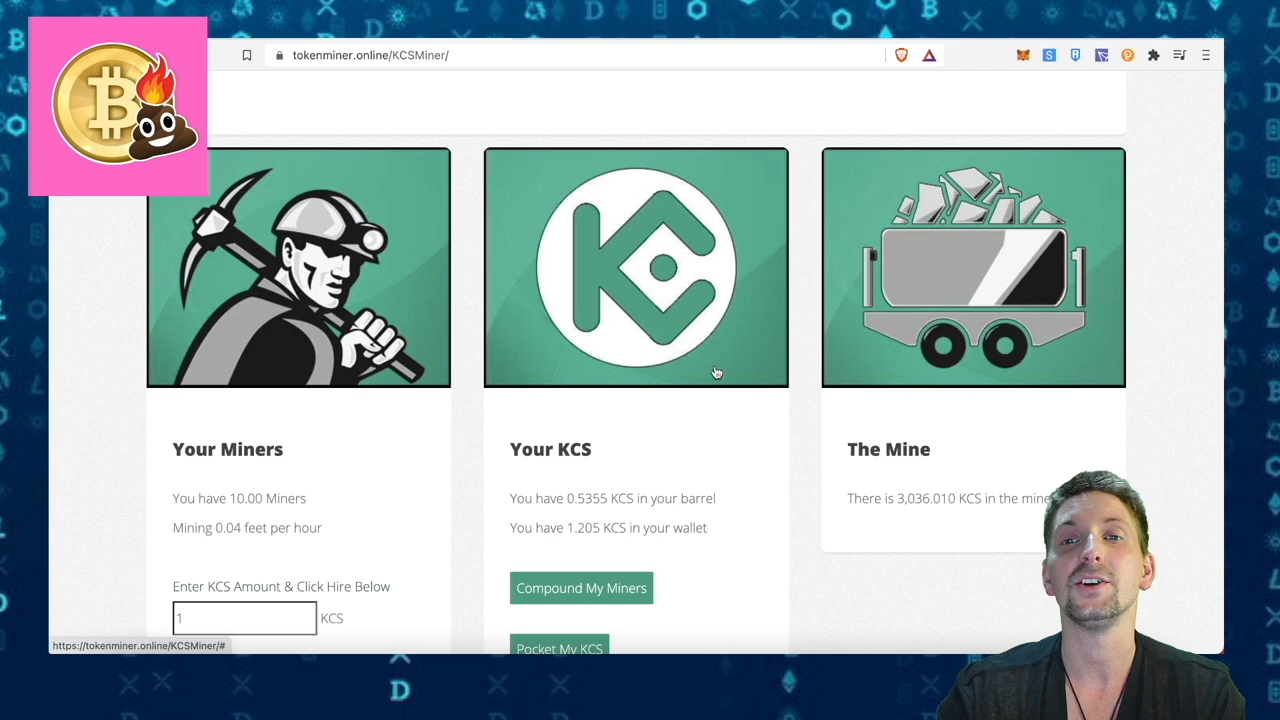 tokenminer.online/KCSMiner/
Your Miners
You have 10.00 Miners
Mining 0.04 feet per hour
Enter KCS Amount & Click Hire Below
1 KCS
Your KCS
You have 0.5355 KCS in your barrel
You have 1.205 KCS in your wallet
Compound My Miners
Pocket My KCS
The Mine
There is 3,036.010 KCS in the mine
https://tokenminer.online/KCSMiner/#